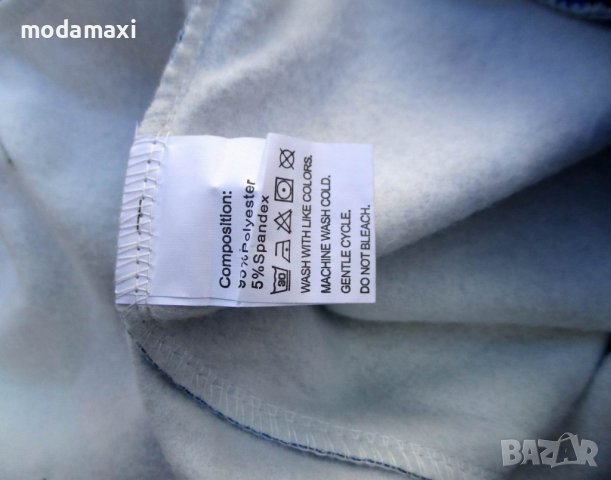 modamaxi
Composition:
95%Polyester
5%Spandex
30
WASH WITH LIKE COLORS.
MACHINE WASH COLD.
GENTLE CYCLE.
DO NOT BLEACH.
BAZAR